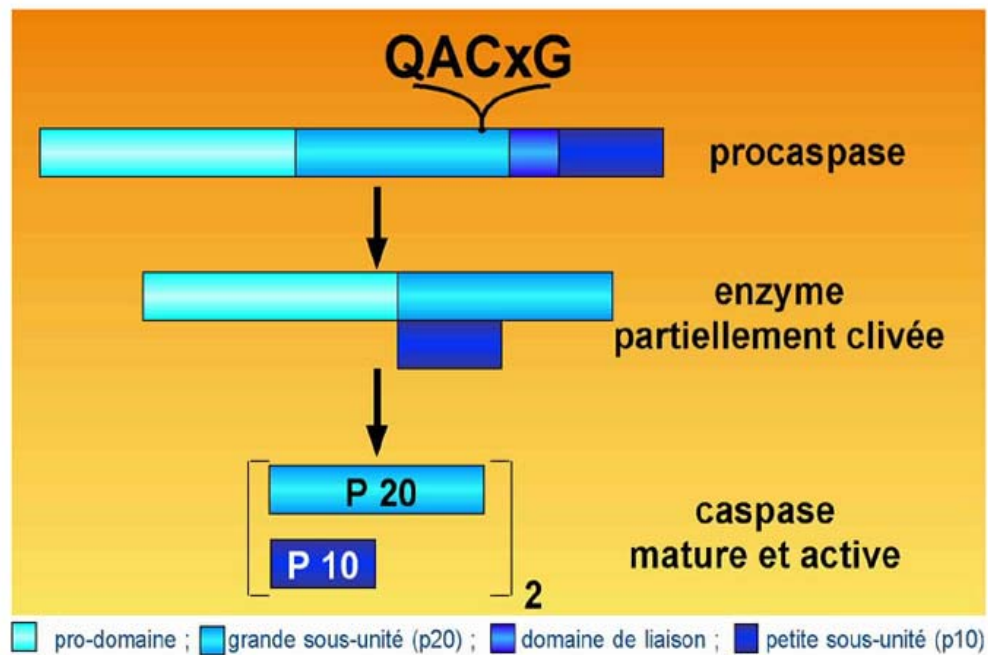 QACxG
procaspase
enzyme
partiellement clivée
P 20
P 10
2
caspase
mature et active
pro-domaine ; grande sous-unité (p20) ; domaine de liaison ; petite sous-unité (p10)